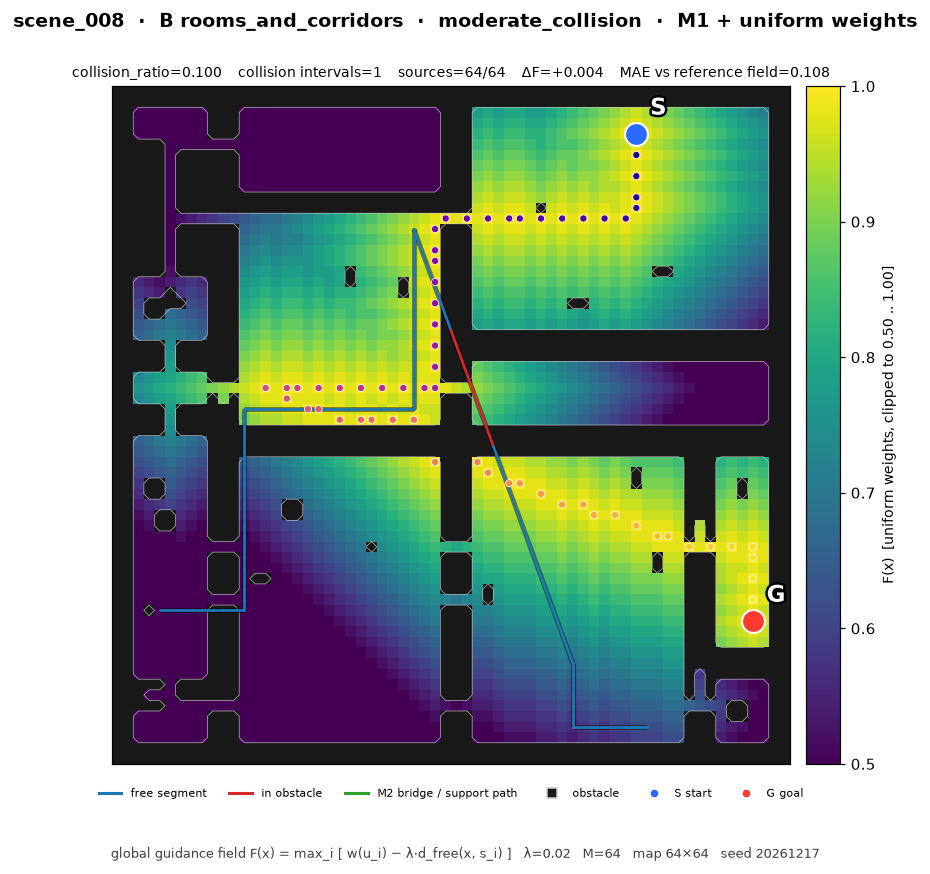 scene_008 · B rooms_and_corridors · moderate_collision · M1 + uniform weights
collision_ratio=0.100 collision intervals=1 sources=64/64 ΔF=+0.004 MAE vs reference field=0.108
S
G
1.0
0.9
0.8
0.7
0.6
0.5
F(x) [uniform weights, clipped to 0.50 .. 1.00]
free segment
in obstacle
M2 bridge / support path
obstacle
S start
G goal
global guidance field F(x) = max_i [ w(u_i) − λ·d_free(x, s_i) ] λ=0.02 M=64 map 64×64 seed 20261217